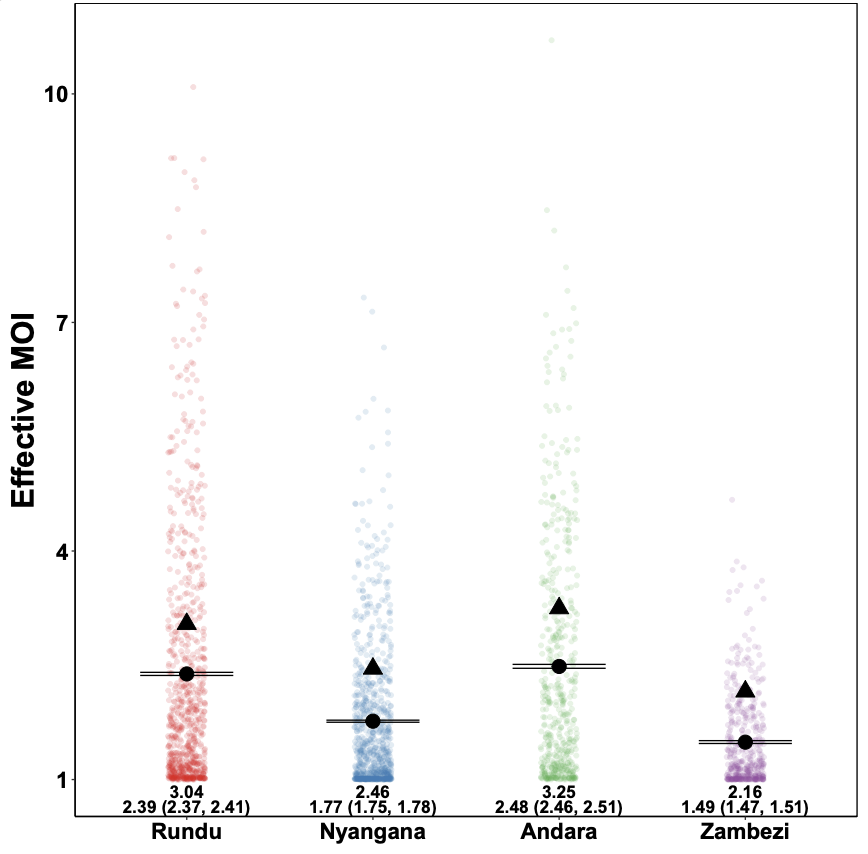 Effective MOI
10
7
4
1
3.04
2.39 (2.37, 2.41)
2.46
1.77 (1.75, 1.78)
3.25
2.48 (2.46, 2.51)
2.16
1.49 (1.47, 1.51)
Rundu
Nyangana
Andara
Zambezi